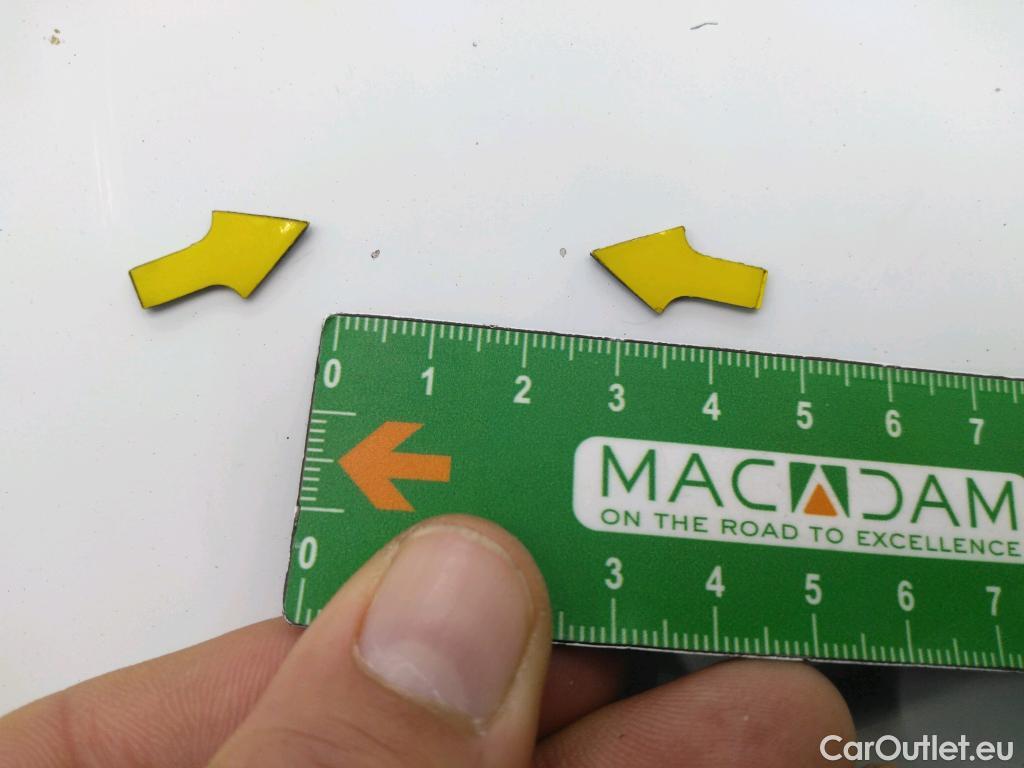 0 1 2 3 4 5 6 7
MACADAM
ON THE ROAD TO EXCELLENCE
0 3 4 5 6 7
CarOutlet.eu